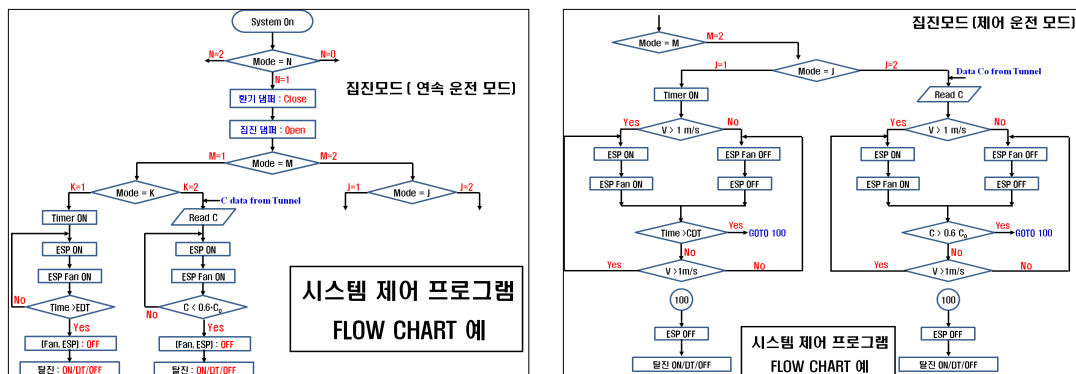 System On
N=2
Mode = N
N=0
N=1
집진모드 ( 연속 운전 모드)
환기 댐퍼 : Close
집진 댐퍼 : Open
M=1
Mode = M
M=2
K=1
Mode = K
K=2
J=1
Mode = J
J=2
C data from Tunnel
Timer ON
Read C
ESP ON
ESP ON
ESP Fan ON
ESP Fan ON
No
Time >EDT
No
C < 0.6·C₀
Yes
Yes
(Fan, ESP) : OFF
(Fan, ESP) : OFF
탈진 : ON/DT/OFF
탈진 : ON/DT/OFF
시스템 제어 프로그램
FLOW CHART 예
집진모드 (제어 운전 모드)
Mode = M
M=2
J=1
Mode = J
J=2
Data Co from Tunnel
Timer ON
Read C
Yes
V > 1 m/s
No
Yes
V > 1 m/s
No
ESP ON
ESP Fan OFF
ESP ON
ESP Fan OFF
ESP Fan ON
ESP OFF
ESP Fan ON
ESP OFF
Time >CDT
Yes
GOTO 100
C > 0.6 C₀
Yes
GOTO 100
No
No
Yes
V >1m/s
No
Yes
V >1m/s
No
100
100
ESP OFF
ESP OFF
탈진 ON/DT/OFF
탈진 ON/DT/OFF
시스템 제어 프로그램
FLOW CHART 예